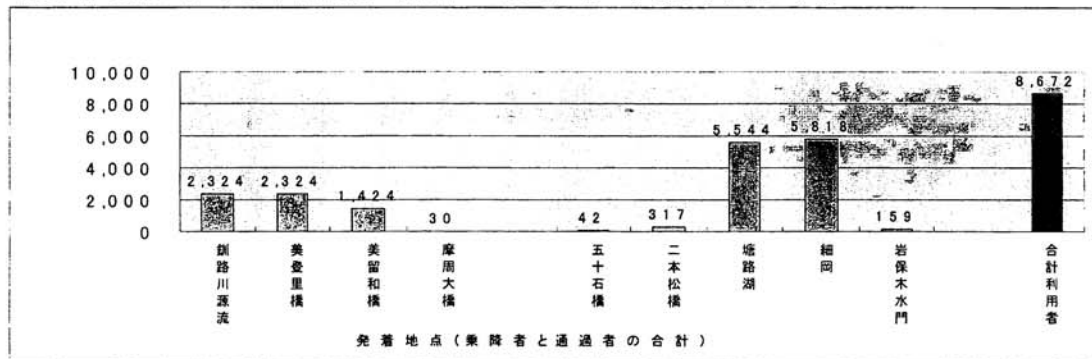 10,000
8,000
6,000
4,000
2,000
0
2,324
2,324
1,424
30
42
317
5,544
5,818
159
8,672
釧路川源流
美登里橋
美留和橋
摩周大橋
五十石橋
二本松橋
塘路湖
細岡
岩保木水門
合計利用者
発着地点(乗降者と通過者の合計)